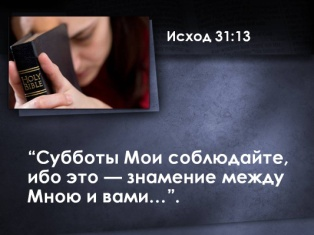 Исход 31:13
HOLY
BIBLE
“Субботы Мои соблюдайте,
ибо это — знамение между
Мною и вами…”.